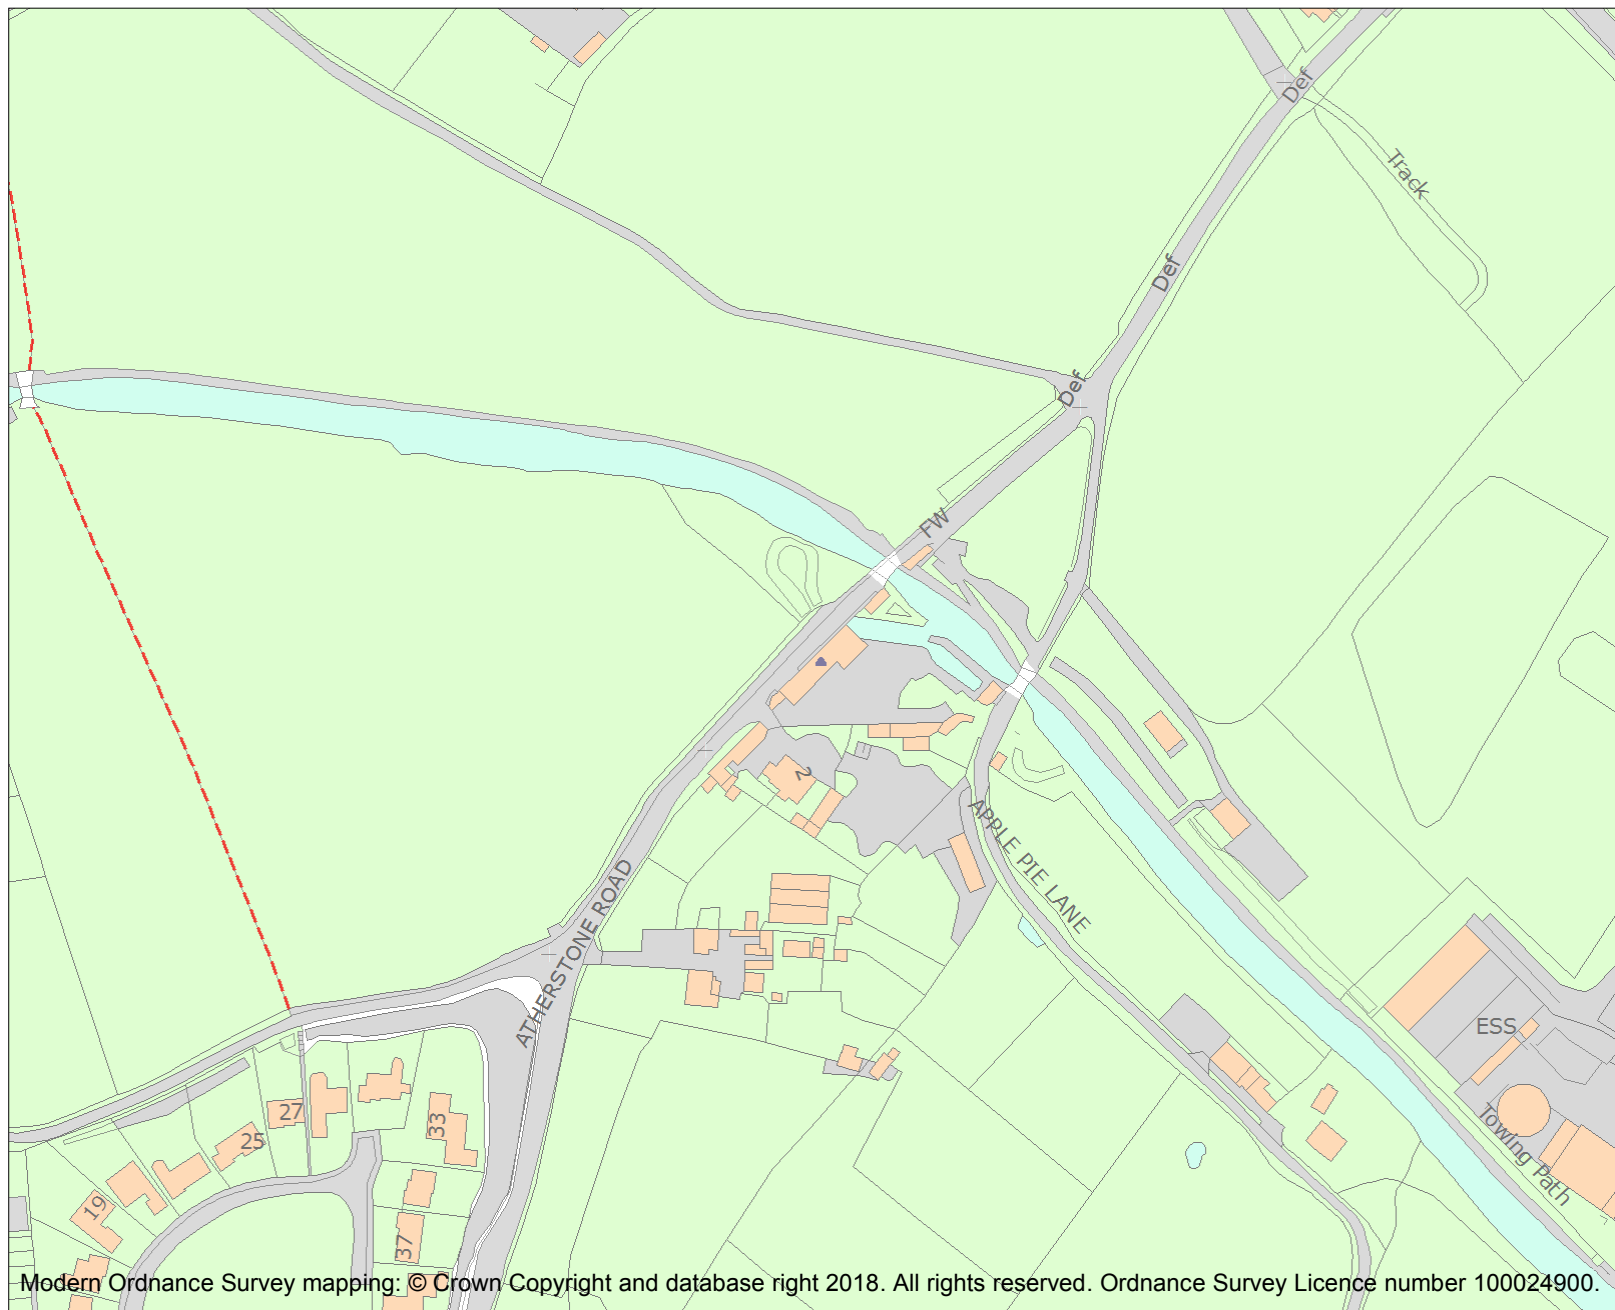 Def
Track
Def
Def
FW
2
APPLE PIE LANE
ATHERSTONE ROAD
ESS
27
33
25
Towing Path
19
37
Modern Ordnance Survey mapping: © Crown Copyright and database right 2018. All rights reserved. Ordnance Survey Licence number 100024900.